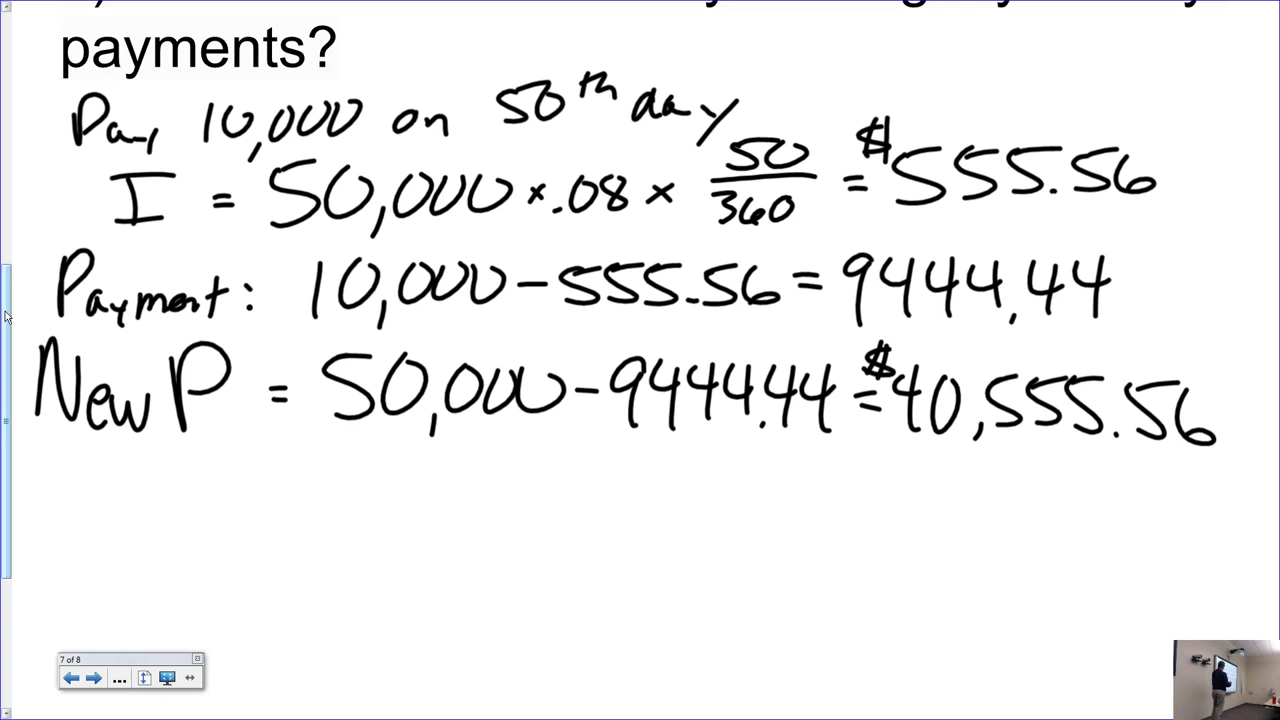 payments?
Pay 10,000 on 50th day
I = 50,000 × .08 × 50/360 = $555.56
Payment: 10,000 - 555.56 = 9444.44
New P = 50,000 - 9444.44 = $40,555.56
7 of 8
...